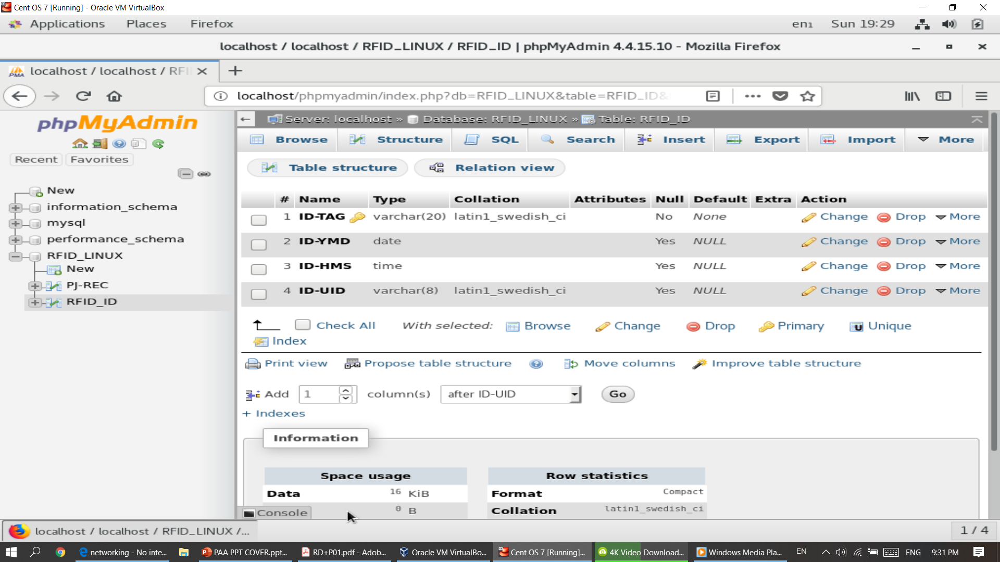 Cent OS 7 [Running] - Oracle VM VirtualBox
Applications Places Firefox en1 Sun 19:29
localhost / localhost / RFID_LINUX / RFID_ID | phpMyAdmin 4.4.15.10 - Mozilla Firefox
PMA localhost / localhost / RFI
localhost/phpmyadmin/index.php?db=RFID_LINUX&table=RFID_ID&
phpMyAdmin
Recent Favorites
New
information_schema
mysql
performance_schema
RFID_LINUX
New
PJ-REC
RFID_ID
Server: localhost » Database: RFID_LINUX » Table: RFID_ID
Browse Structure SQL Search Insert Export Import More
Table structure Relation view
# Name Type Collation Attributes Null Default Extra Action
1 ID-TAG varchar(20) latin1_swedish_ci No None Change Drop More
2 ID-YMD date Yes NULL Change Drop More
3 ID-HMS time Yes NULL Change Drop More
4 ID-UID varchar(8) latin1_swedish_ci Yes NULL Change Drop More
Check All With selected: Browse Change Drop Primary Unique
Index
Print view Propose table structure Move columns Improve table structure
Add 1 column(s) after ID-UID Go
+ Indexes
Information
Space usage
Data 16 KiB
0 B
Row statistics
Format Compact
Collation latin1_swedish_ci
Console
localhost / localhost / RFID_LINUX /...
1 / 4
networking - No inte... PAA PPT COVER.ppt... RD+P01.pdf - Adob... Oracle VM VirtualBo... Cent OS 7 [Running]... 4K Video Download... Windows Media Pla... EN ENG 9:31 PM